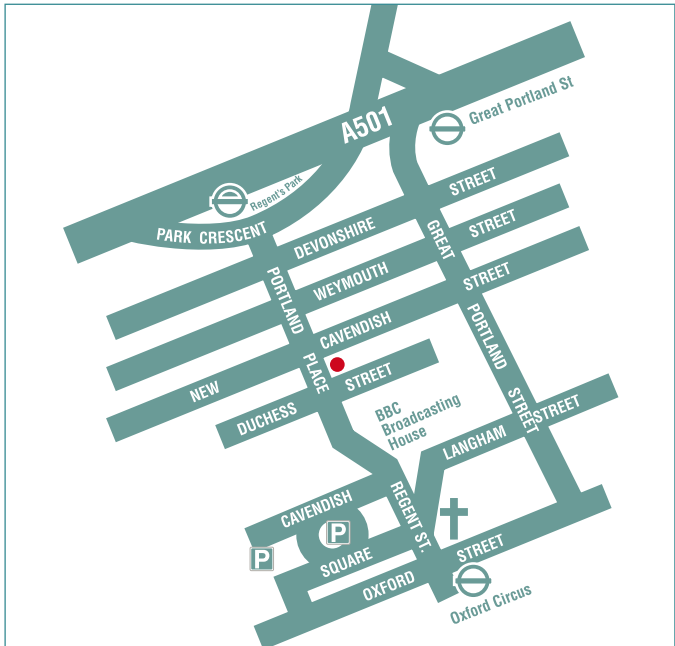 Great Portland St
A501
Regent's Park
PARK CRESCENT
DEVONSHIRE STREET
WEYMOUTH STREET
GREAT PORTLAND STREET
PORTLAND PLACE
NEW CAVENDISH STREET
DUCHESS STREET
BBC
Broadcasting
House
LANGHAM STREET
CAVENDISH SQUARE
P
P
REGENT ST.
OXFORD STREET
Oxford Circus